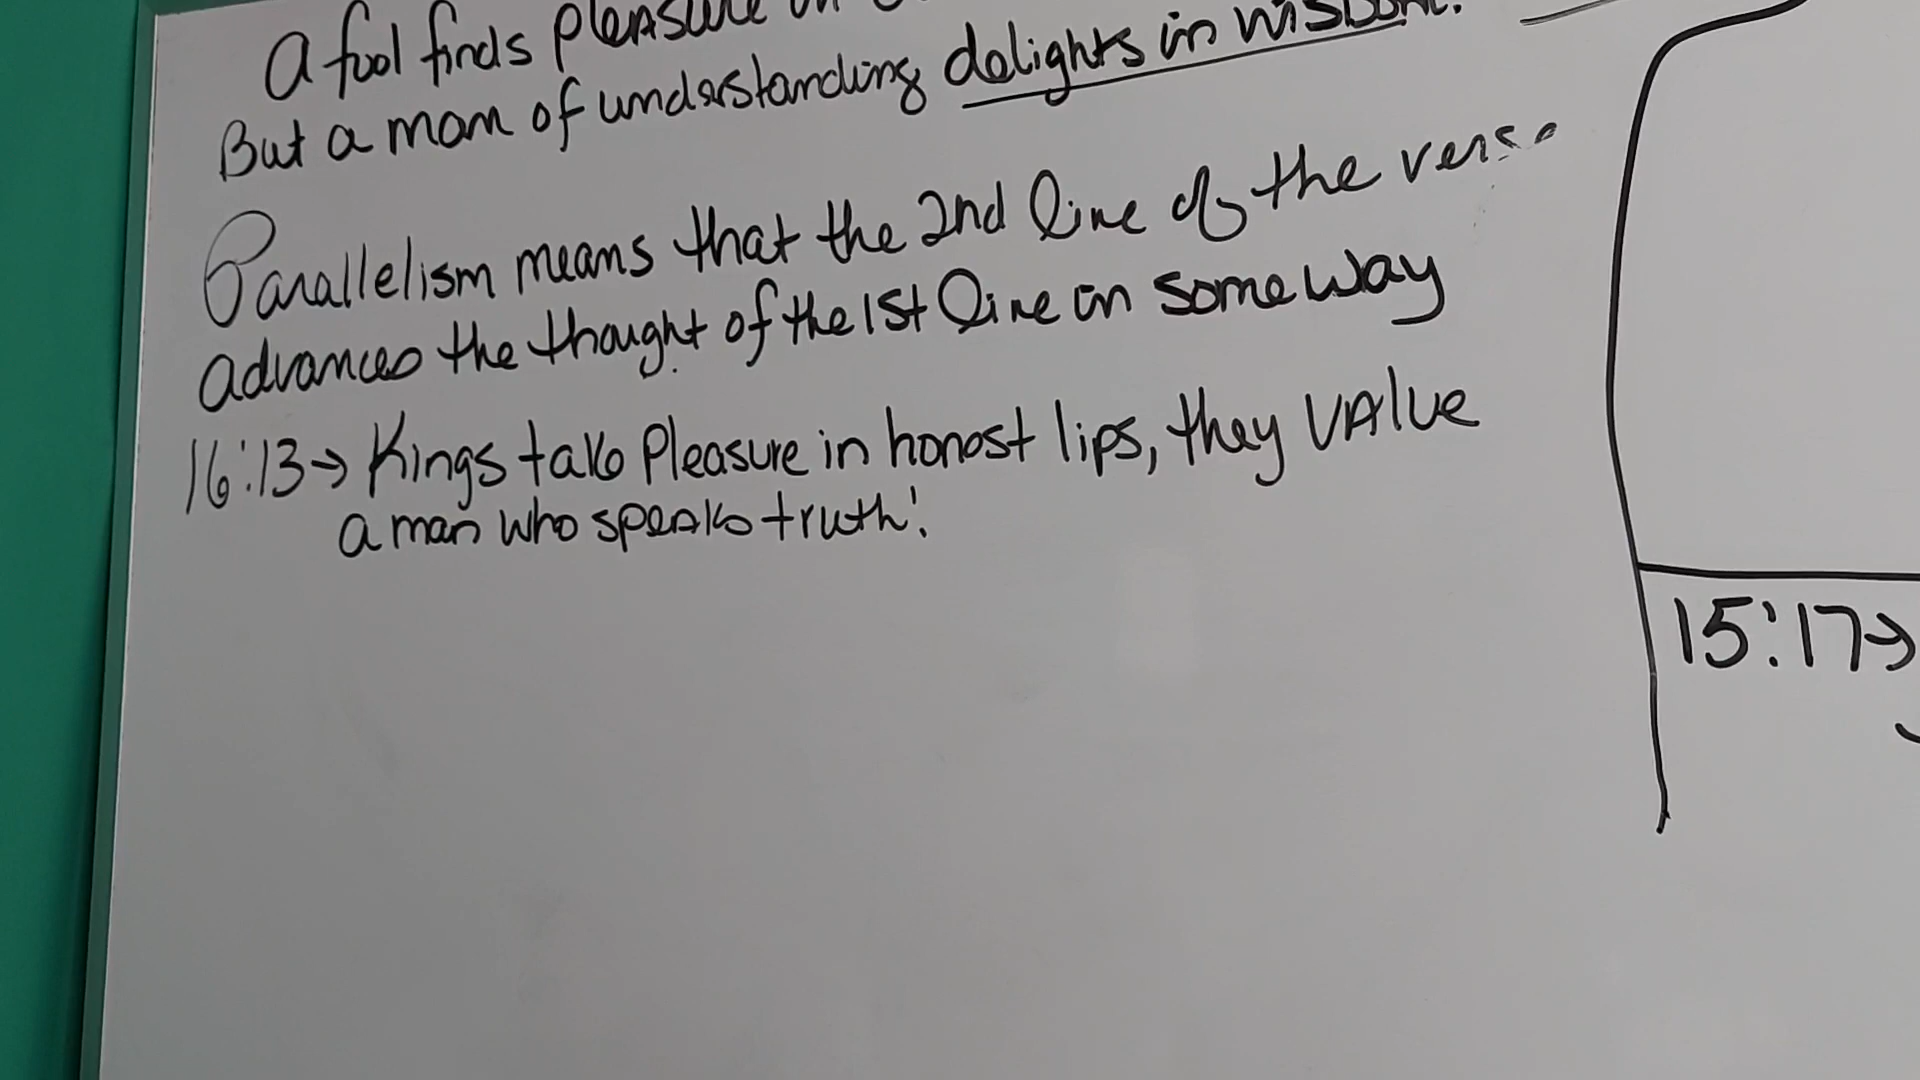 A fool finds pleasure in
But a man of understanding delights in wisdom.
Parallelism means that the 2nd line of the verse
advances the thought of the 1st line in some way
16:13→ Kings take Pleasure in honest lips, they VALUE
a man who speaks truth!
15:17→